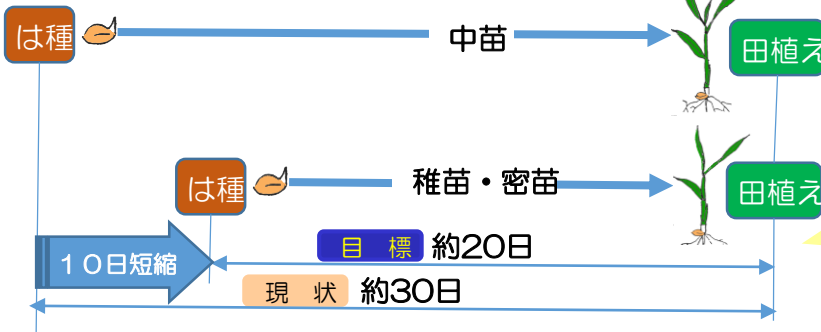 は種
中苗
田植え
は種
稚苗・密苗
田植え
10日短縮
目 標 約20日
現 状 約30日